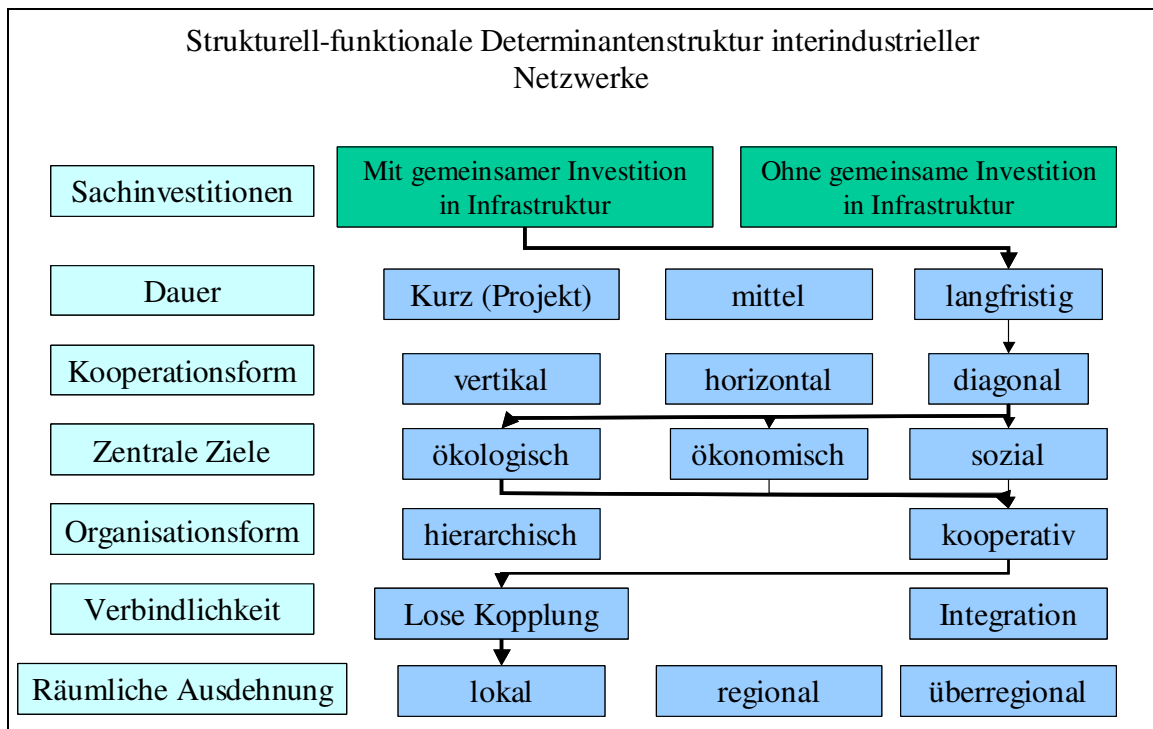 Strukturell-funktionale Determinantenstruktur interindustrieller
Netzwerke
Sachinvestitionen
Mit gemeinsamer Investition
in Infrastruktur
Ohne gemeinsame Investition
in Infrastruktur
Dauer
Kurz (Projekt)
mittel
langfristig
Kooperationsform
vertikal
horizontal
diagonal
Zentrale Ziele
ökologisch
ökonomisch
sozial
Organisationsform
hierarchisch
kooperativ
Verbindlichkeit
Lose Kopplung
Integration
Räumliche Ausdehnung
lokal
regional
überregional